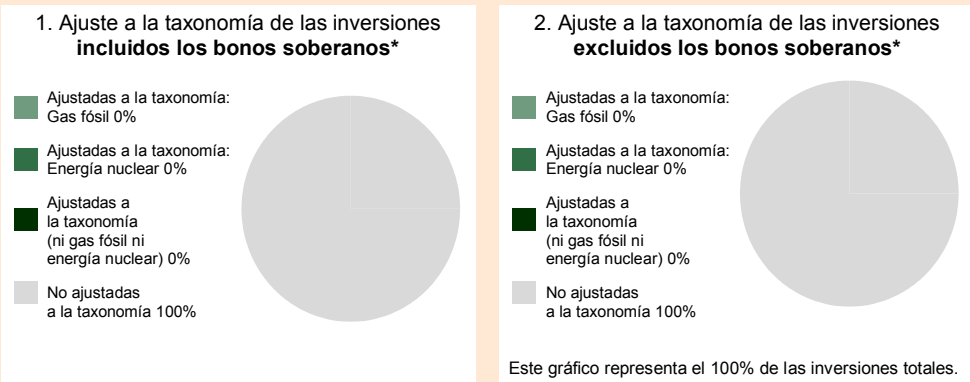 1. Ajuste a la taxonomía de las inversiones
incluidos los bonos soberanos*
Ajustadas a la taxonomía:
Gas fósil 0%
Ajustadas a la taxonomía:
Energía nuclear 0%
Ajustadas a
la taxonomía
(ni gas fósil ni
energía nuclear) 0%
No ajustadas
a la taxonomía 100%
2. Ajuste a la taxonomía de las inversiones
excluidos los bonos soberanos*
Ajustadas a la taxonomía:
Gas fósil 0%
Ajustadas a la taxonomía:
Energía nuclear 0%
Ajustadas a
la taxonomía
(ni gas fósil ni
energía nuclear) 0%
No ajustadas
a la taxonomía 100%
Este gráfico representa el 100% de las inversiones totales.